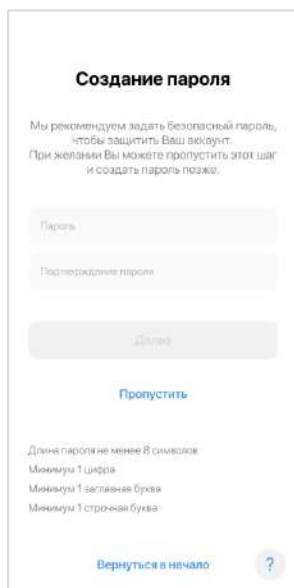 Создание пароля
Мы рекомендуем задать безопасный пароль,
чтобы защитить Ваш аккаунт.
При желании Вы можете пропустить этот шаг
и создать пароль позже.
Пароль
Подтверждение пароля
Далее
Пропустить
Длина пароля не менее 8 символов
Минимум 1 цифра
Минимум 1 заглавная буква
Минимум 1 строчная буква
Вернуться в начало
?